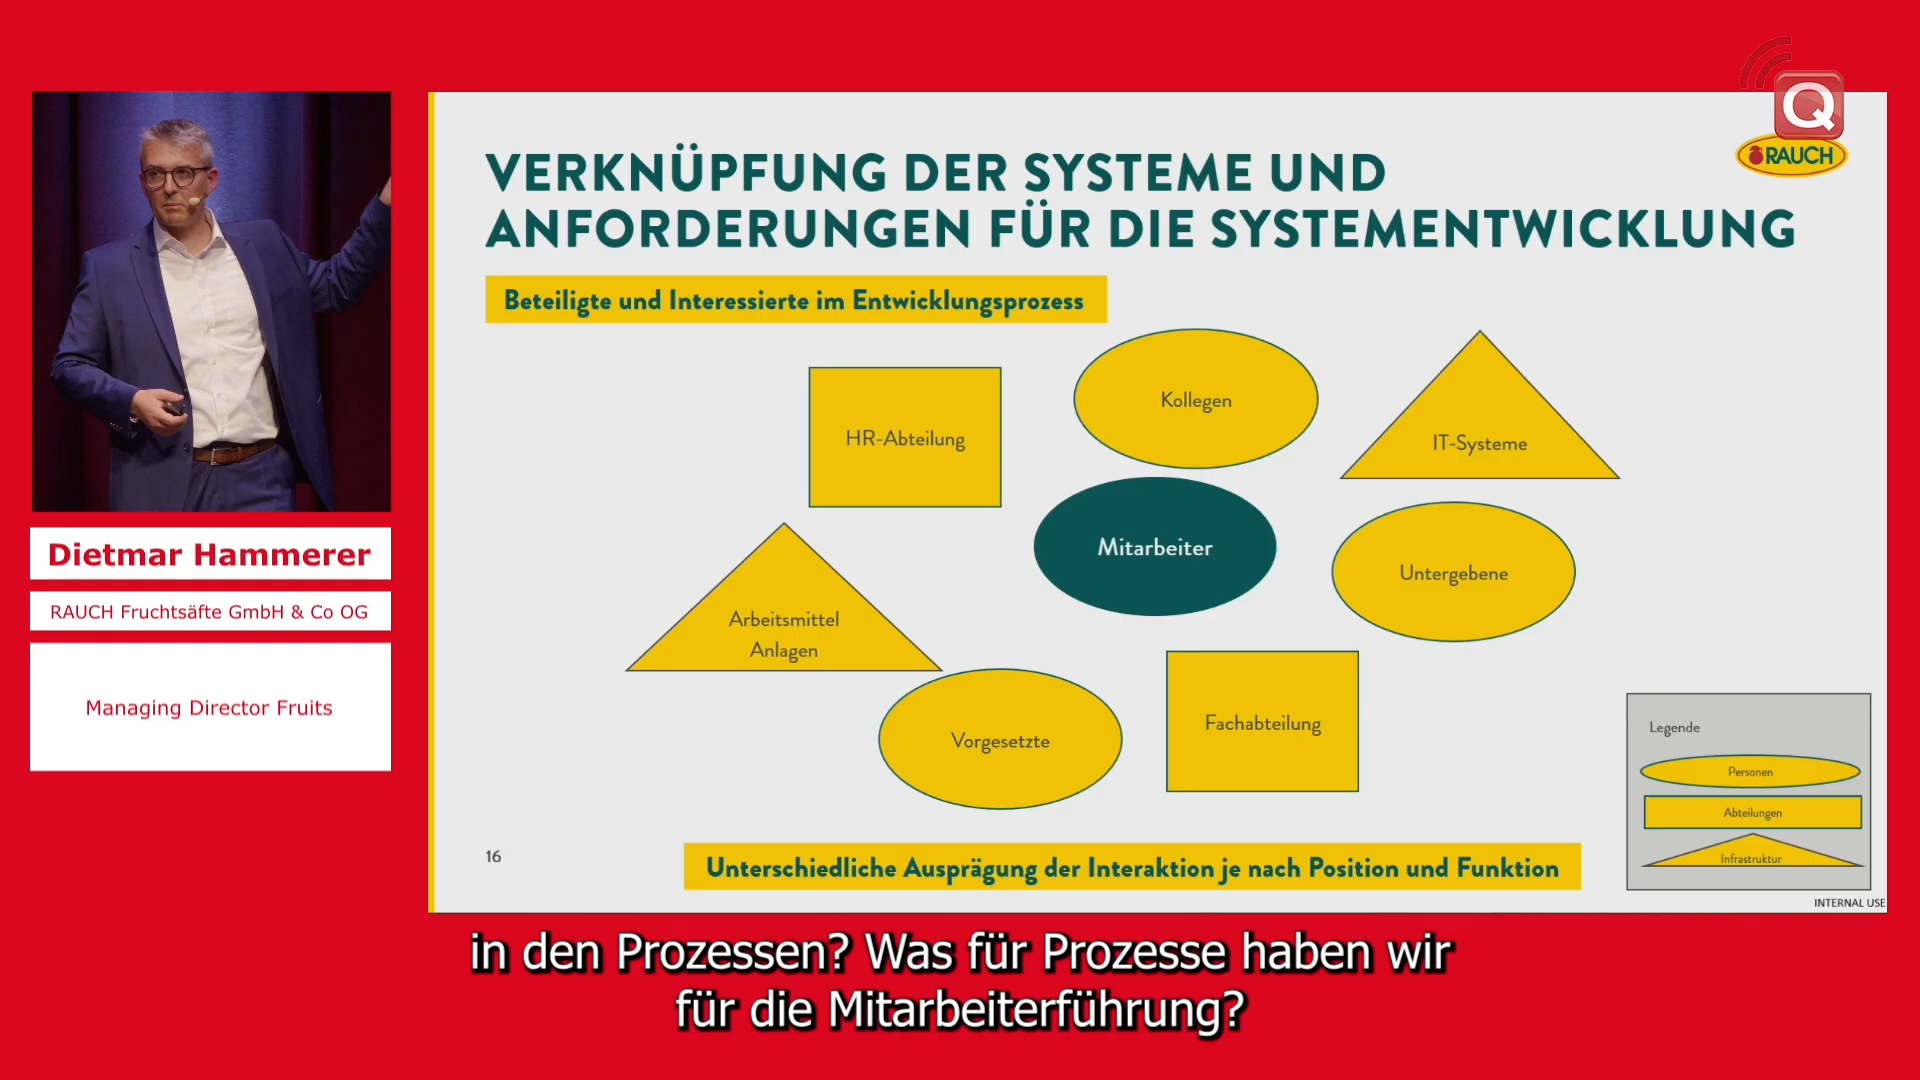 Q
RAUCH
VERKNÜPFUNG DER SYSTEME UND
ANFORDERUNGEN FÜR DIE SYSTEMENTWICKLUNG
Beteiligte und Interessierte im Entwicklungsprozess
HR-Abteilung
Kollegen
IT-Systeme
Mitarbeiter
Untergebene
Arbeitsmittel
Anlagen
Vorgesetzte
Fachabteilung
Legende
Personen
Abteilungen
Infrastruktur
16
Unterschiedliche Ausprägung der Interaktion je nach Position und Funktion
INTERNAL USE
Dietmar Hammerer
RAUCH Fruchtsäfte GmbH & Co OG
Managing Director Fruits
in den Prozessen? Was für Prozesse haben wir
für die Mitarbeiterführung?